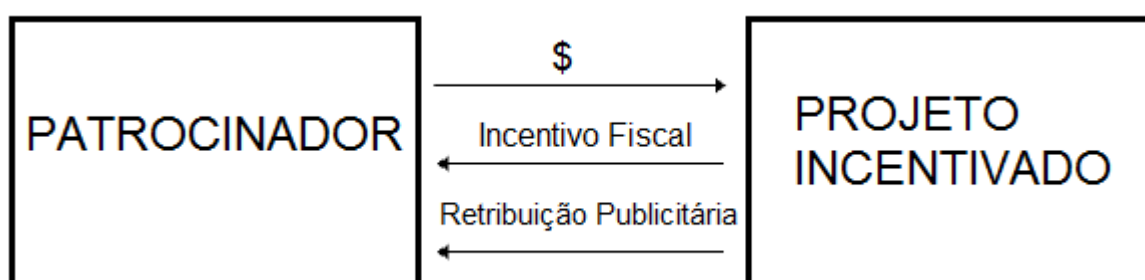 PATROCINADOR
$
Incentivo Fiscal
Retribuição Publicitária
PROJETO
INCENTIVADO